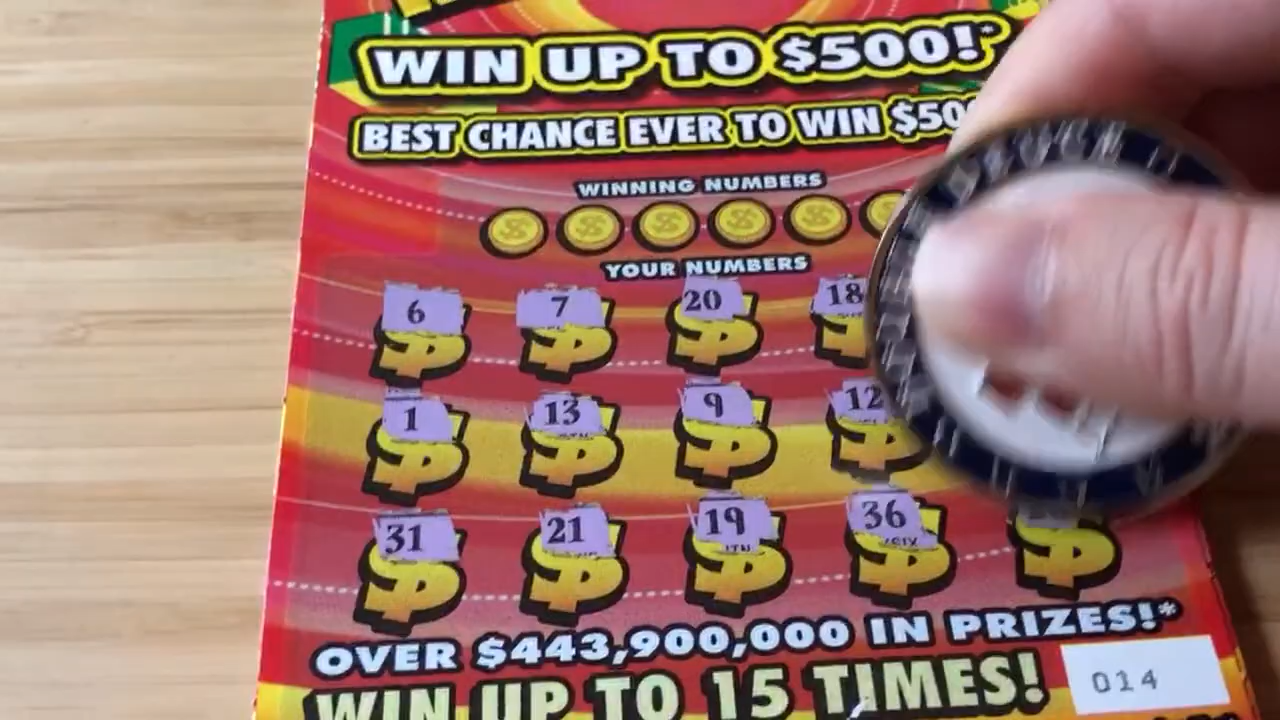 WIN UP TO $500!*
BEST CHANCE EVER TO WIN $50
WINNING NUMBERS
YOUR NUMBERS
6 7 20 18
1 13 9 12
31 21 19 36
OVER $443,900,000 IN PRIZES!*
WIN UP TO 15 TIMES!
014